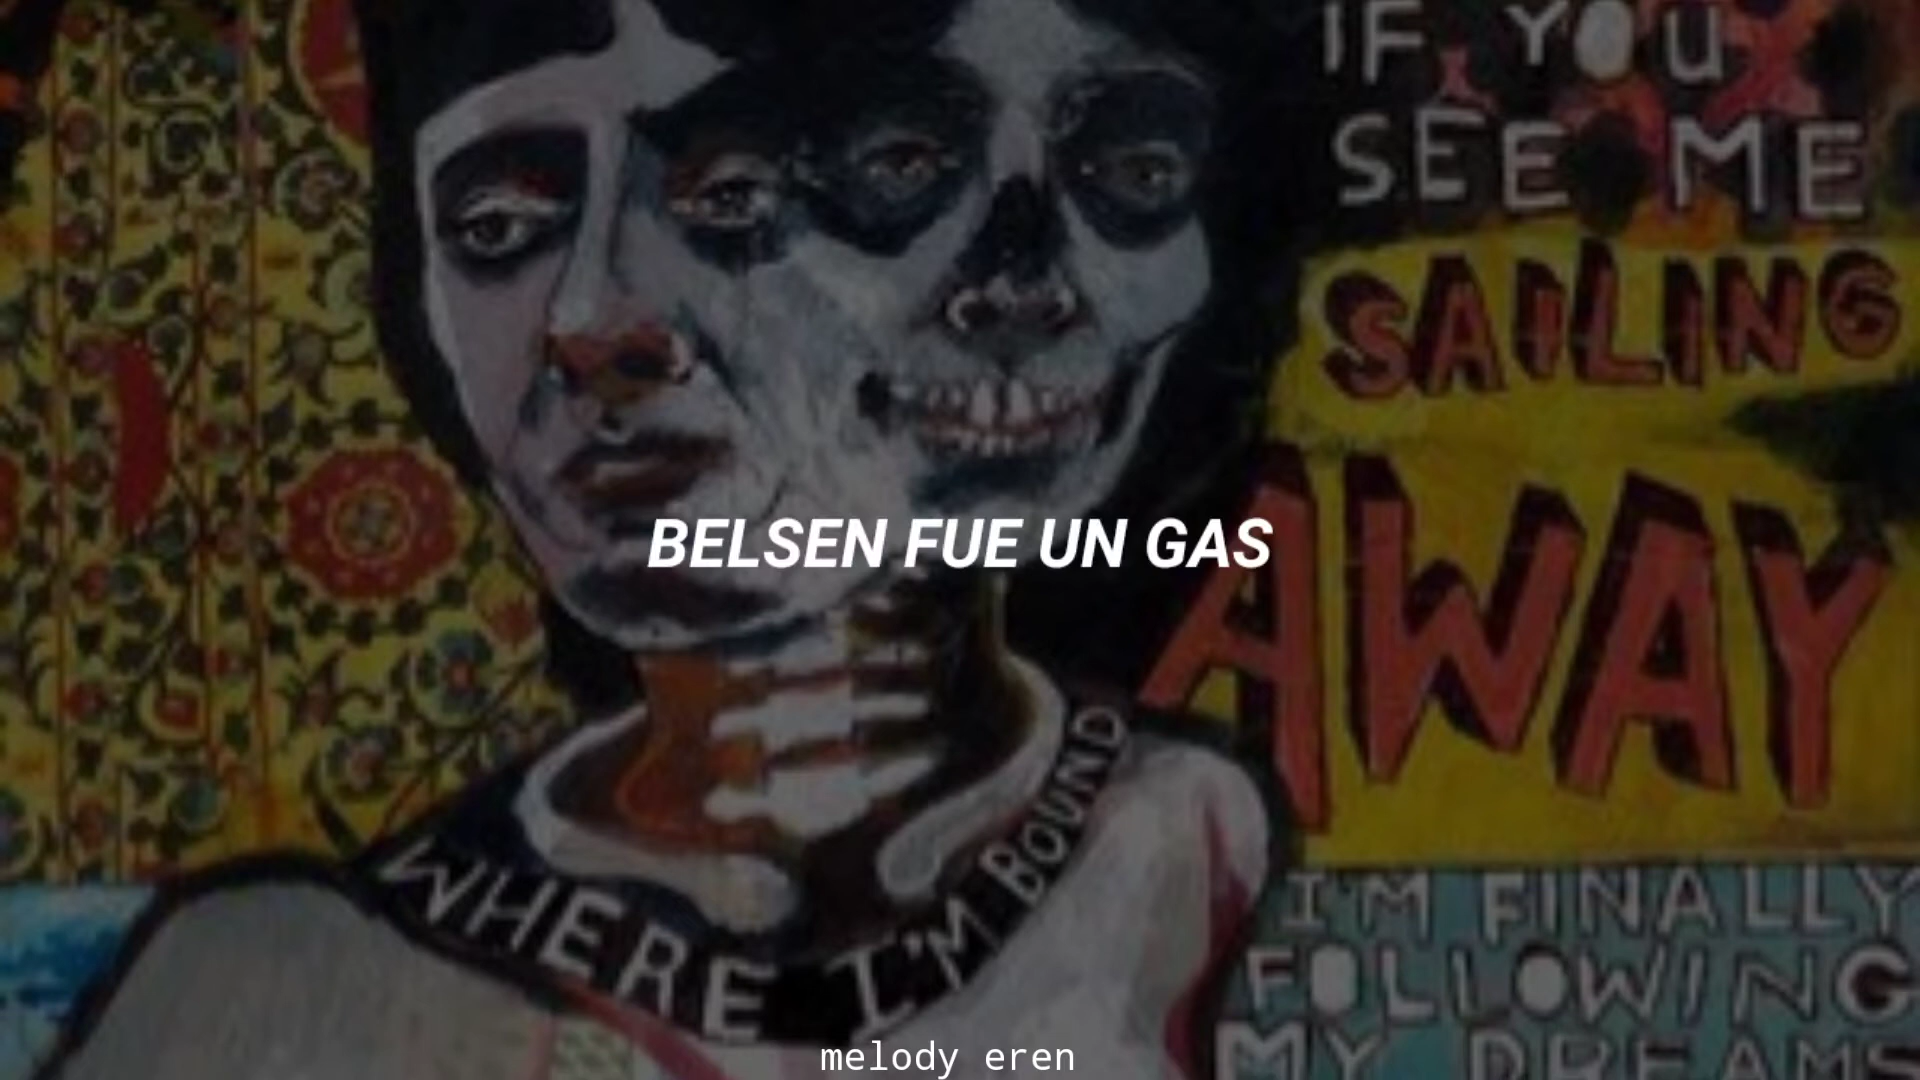 IF YOU
SEE ME
SAILING
AWAY
BELSEN FUE UN GAS
WHERE I'M BOUND
I'M FINALLY
FOLLOWING
MY DREAMS
melody eren